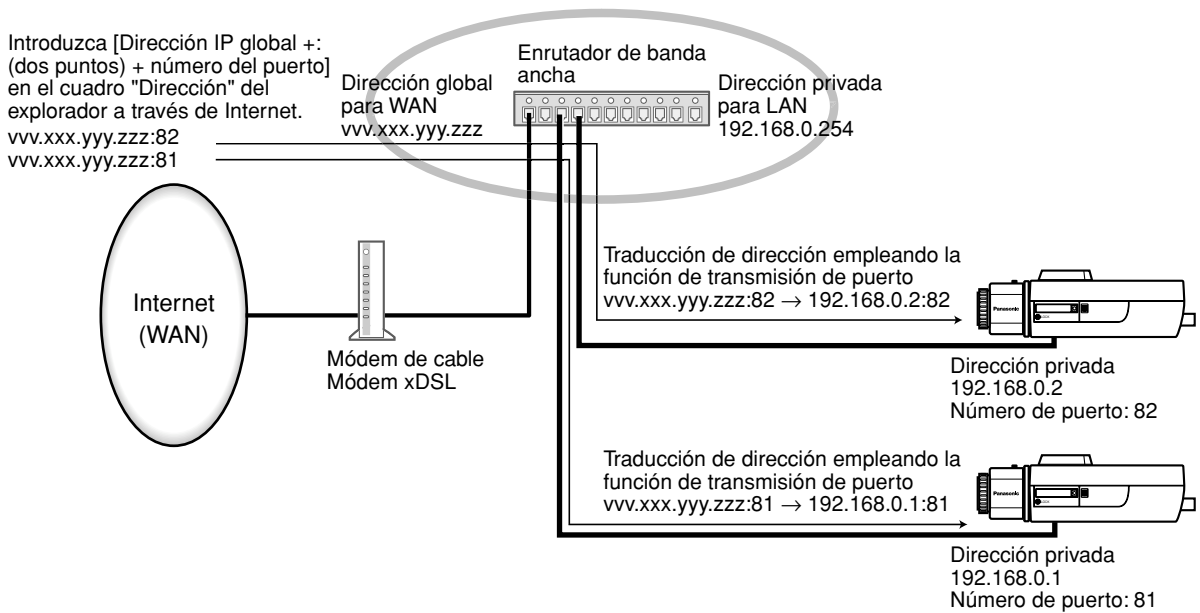 Introduzca [Dirección IP global +:
(dos puntos) + número del puerto]
en el cuadro "Dirección" del
explorador a través de Internet.
vvv.xxx.yyy.zzz:82
vvv.xxx.yyy.zzz:81
Dirección global
para WAN
vvv.xxx.yyy.zzz
Enrutador de banda
ancha
Dirección privada
para LAN
192.168.0.254
Internet
(WAN)
Módem de cable
Módem xDSL
Traducción de dirección empleando la
función de transmisión de puerto
vvv.xxx.yyy.zzz:82 → 192.168.0.2:82
Panasonic
Dirección privada
192.168.0.2
Número de puerto: 82
Traducción de dirección empleando la
función de transmisión de puerto
vvv.xxx.yyy.zzz:81 → 192.168.0.1:81
Panasonic
Dirección privada
192.168.0.1
Número de puerto: 81